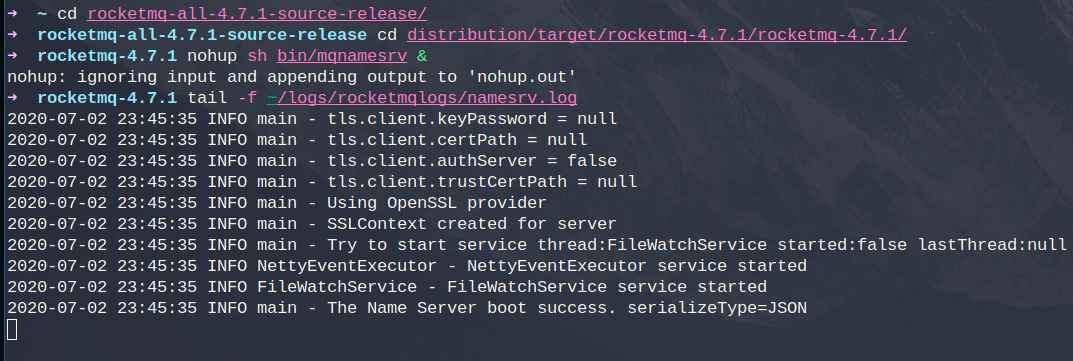 ➜  ~ cd rocketmq-all-4.7.1-source-release/
➜  rocketmq-all-4.7.1-source-release cd distribution/target/rocketmq-4.7.1/rocketmq-4.7.1/
➜  rocketmq-4.7.1 nohup sh bin/mqnamesrv &
nohup: ignoring input and appending output to 'nohup.out'
➜  rocketmq-4.7.1 tail -f ~/logs/rocketmqlogs/namesrv.log
2020-07-02 23:45:35 INFO main - tls.client.keyPassword = null
2020-07-02 23:45:35 INFO main - tls.client.certPath = null
2020-07-02 23:45:35 INFO main - tls.client.authServer = false
2020-07-02 23:45:35 INFO main - tls.client.trustCertPath = null
2020-07-02 23:45:35 INFO main - Using OpenSSL provider
2020-07-02 23:45:35 INFO main - SSLContext created for server
2020-07-02 23:45:35 INFO main - Try to start service thread:FileWatchService started:false lastThread:null
2020-07-02 23:45:35 INFO NettyEventExecutor - NettyEventExecutor service started
2020-07-02 23:45:35 INFO FileWatchService - FileWatchService service started
2020-07-02 23:45:35 INFO main - The Name Server boot success. serializeType=JSON